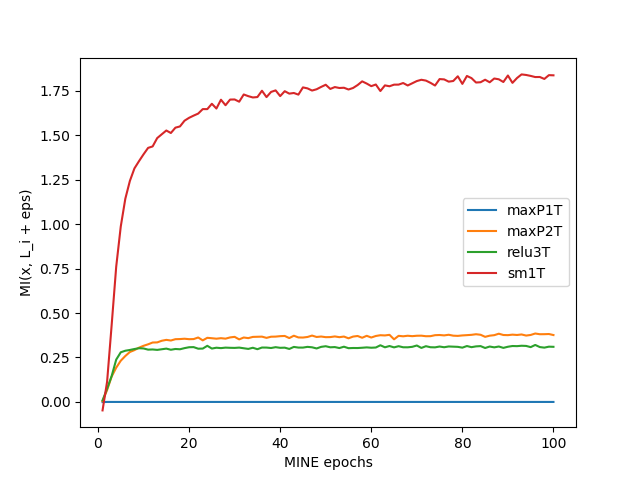 MI(x, L_i + eps)
1.75
1.50
1.25
1.00
0.75
0.50
0.25
0.00
0 20 40 60 80 100
MINE epochs
maxP1T
maxP2T
relu3T
sm1T